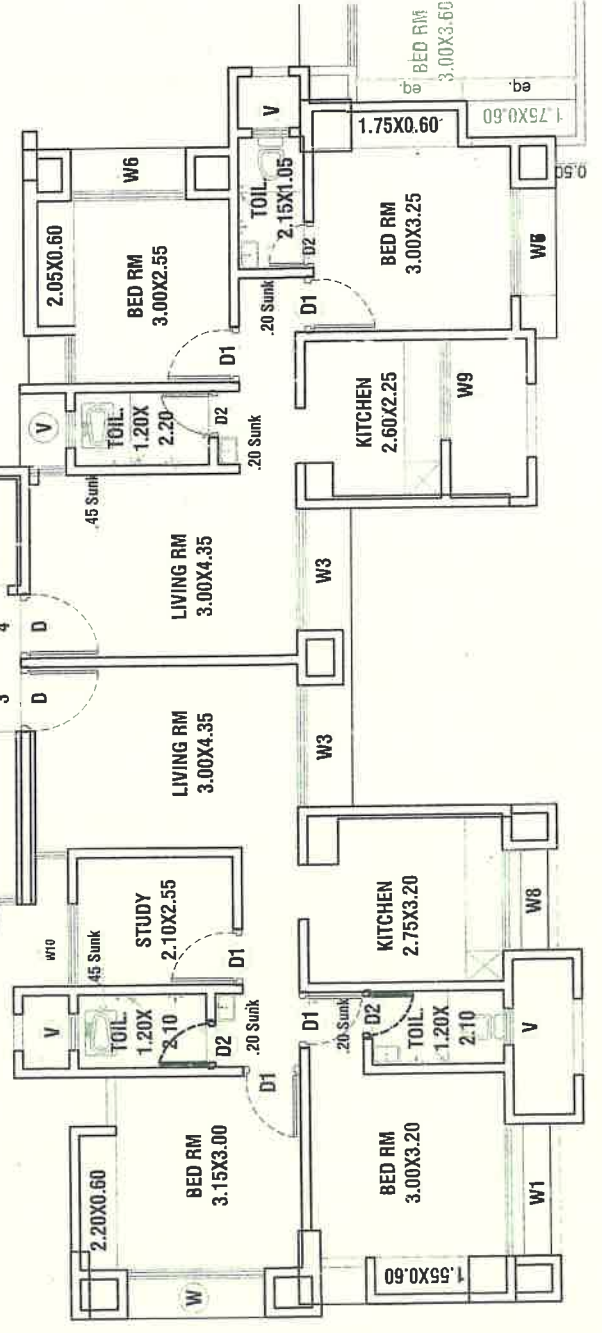 BED RM
3.00X3.60
eq.
eq.
1.75X0.60
0.50
V
1.75X0.60
W6
TOIL.
2.15X1.05
D2
BED RM
3.00X3.25
2.05X0.60
BED RM
3.00X2.55
D1
.20 Sunk
D1
V
TOIL.
1.20X
2.20
D2
.20 Sunk
KITCHEN
2.60X2.25
W9
.45 Sunk
LIVING RM
3.00X4.35
W3
4
D
3
D
LIVING RM
3.00X4.35
W3
W10
.45 Sunk
STUDY
2.10X2.55
D1
KITCHEN
2.75X3.20
W8
V
TOIL.
1.20X
2.10
D2
.20 Sunk
D1
D1
.20 Sunk
D2
TOIL.
1.20X
2.10
V
2.20X0.60
BED RM
3.15X3.00
BED RM
3.00X3.20
W1
W
1.55X0.60